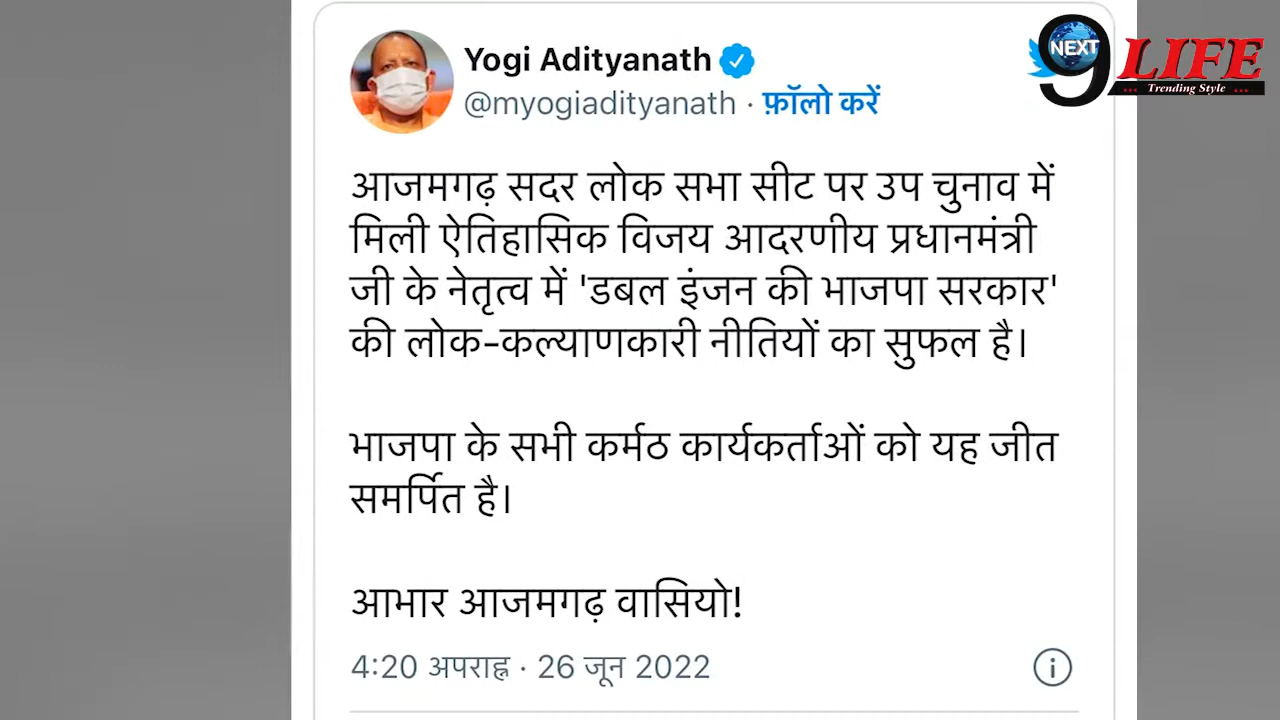 Yogi Adityanath
@myogiadityanath · फ़ॉलो करें
NEXT
9 LIFE
... Trending Style ...
आजमगढ़ सदर लोक सभा सीट पर उप चुनाव में
मिली ऐतिहासिक विजय आदरणीय प्रधानमंत्री
जी के नेतृत्व में 'डबल इंजन की भाजपा सरकार'
की लोक-कल्याणकारी नीतियों का सुफल है।
भाजपा के सभी कर्मठ कार्यकर्ताओं को यह जीत
समर्पित है।
आभार आजमगढ़ वासियो!
4:20 अपराह्न · 26 जून 2022